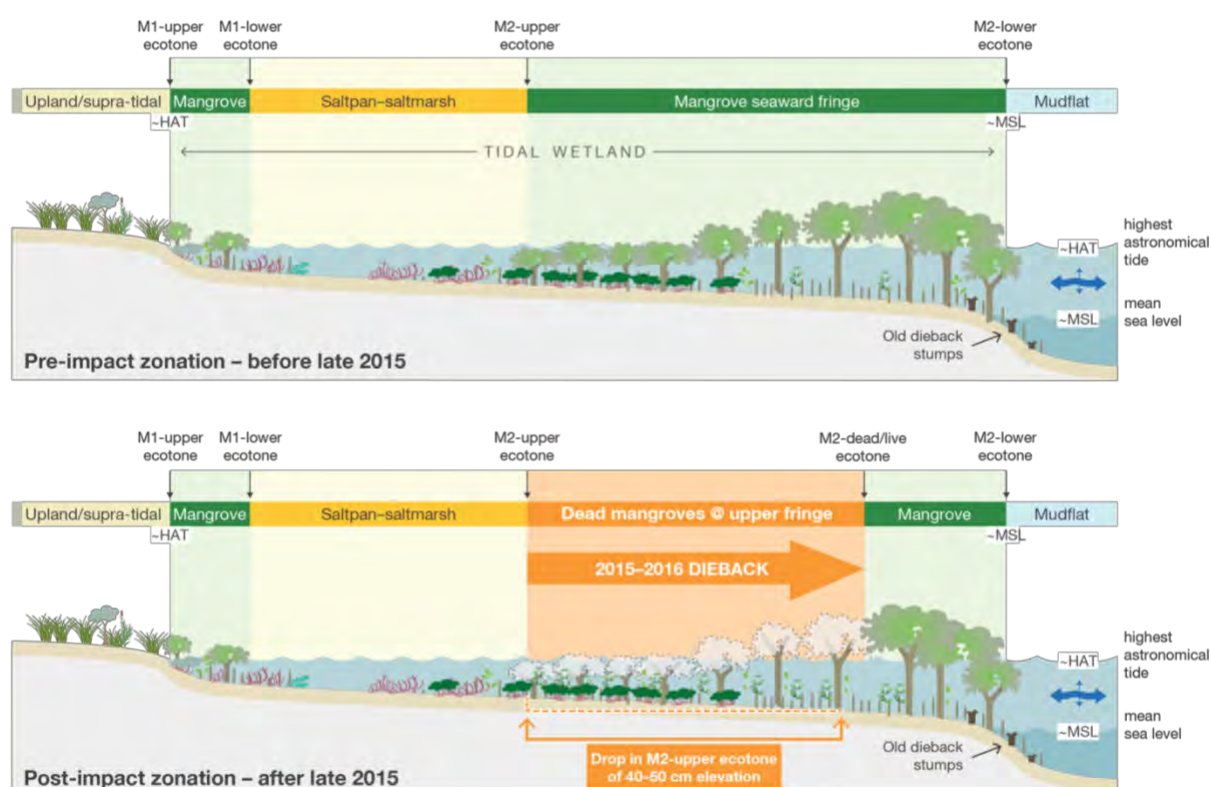 M1-upper ecotone
M1-lower ecotone
M2-upper ecotone
M2-lower ecotone
Upland/supra-tidal
Mangrove
Saltpan–saltmarsh
Mangrove seaward fringe
Mudflat
~HAT
~MSL
TIDAL WETLAND
highest
astronomical
tide
~HAT
mean
sea level
~MSL
Old dieback
stumps
Pre-impact zonation – before late 2015
M1-upper ecotone
M1-lower ecotone
M2-upper ecotone
M2-dead/live ecotone
M2-lower ecotone
Upland/supra-tidal
Mangrove
Saltpan–saltmarsh
Dead mangroves @ upper fringe
Mangrove
Mudflat
~HAT
~MSL
2015–2016 DIEBACK
highest
astronomical
tide
~HAT
mean
sea level
~MSL
Old dieback
stumps
Drop in M2-upper ecotone
of 40-50 cm elevation
Post-impact zonation – after late 2015